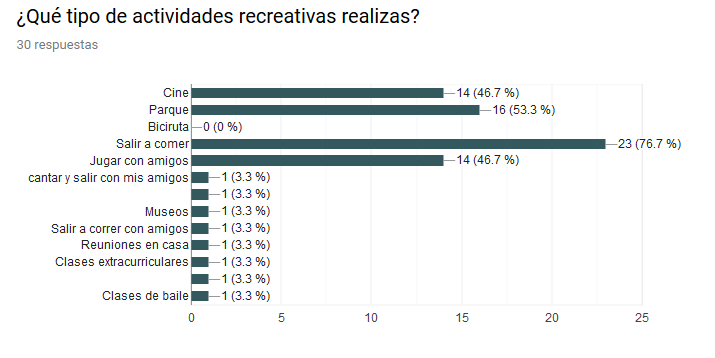 ¿Qué tipo de actividades recreativas realizas?
30 respuestas
Cine 14 (46.7 %)
Parque 16 (53.3 %)
Biciruta 0 (0 %)
Salir a comer 23 (76.7 %)
Jugar con amigos 14 (46.7 %)
cantar y salir con mis amigos 1 (3.3 %)
1 (3.3 %)
Museos 1 (3.3 %)
Salir a correr con amigos 1 (3.3 %)
Reuniones en casa 1 (3.3 %)
Clases extracurriculares 1 (3.3 %)
1 (3.3 %)
Clases de baile 1 (3.3 %)
0 5 10 15 20 25